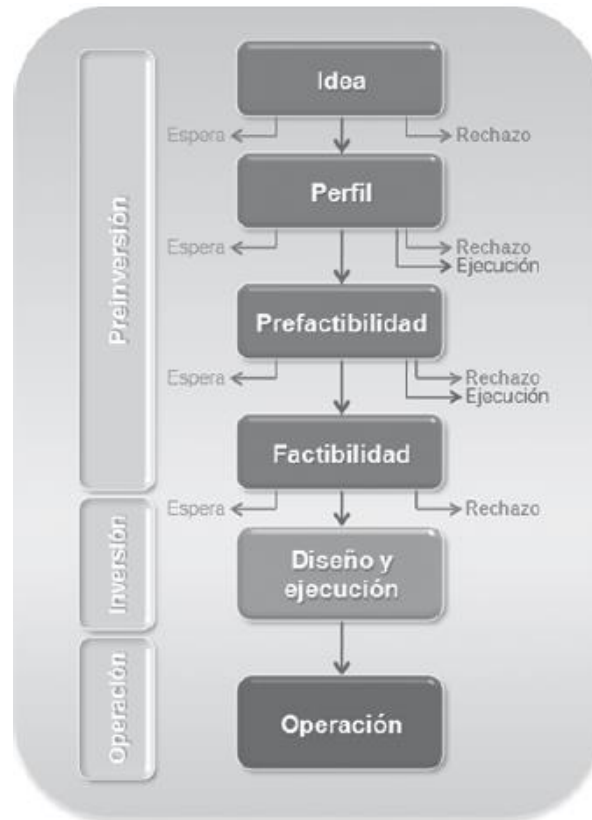 Preinversión
Idea
Espera
Rechazo
Perfil
Espera
Rechazo
Ejecución
Prefactibilidad
Espera
Rechazo
Ejecución
Factibilidad
Espera
Rechazo
Inversión
Diseño y
ejecución
Operación
Operación